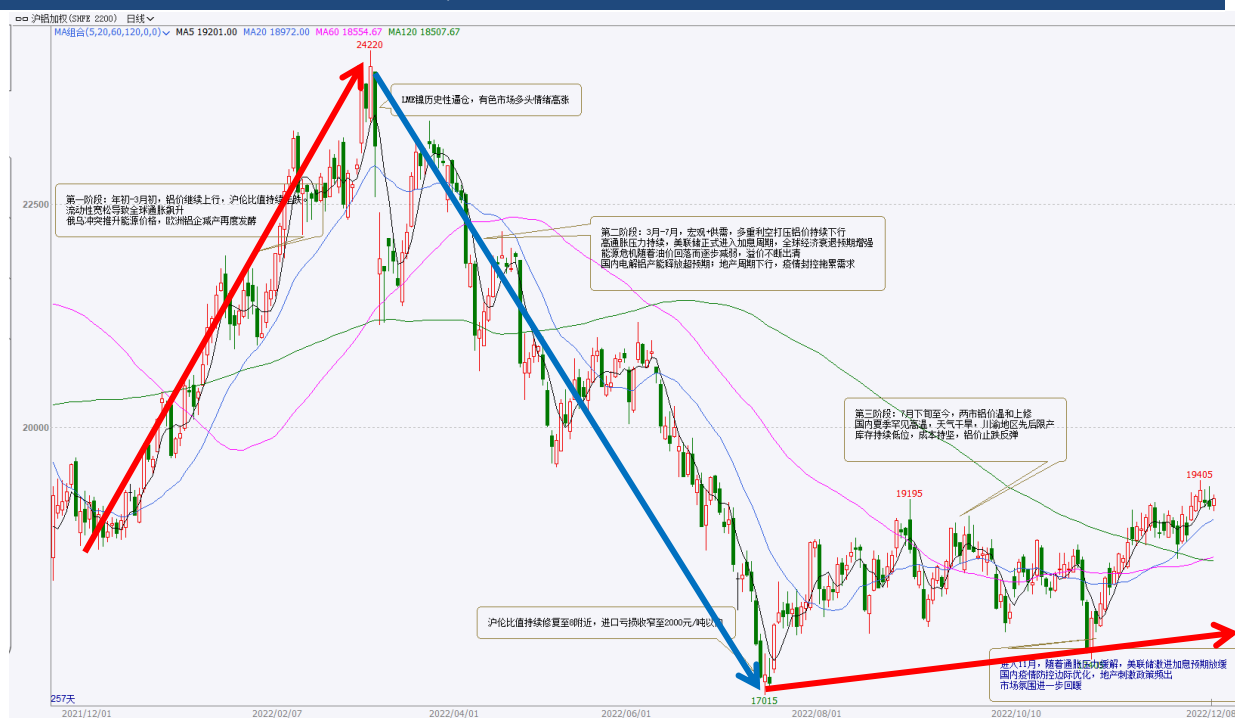 沪铝加权(SHFE 2200) 日线
MA组合(5,20,60,120,0,0) MA5 19201.00 MA20 18972.00 MA60 18554.67 MA120 18507.67
24220
LME镍历史性逼仓，有色市场多头情绪高涨
第一阶段：年初-3月初，铝价继续上行，沪伦比值持续走跌。
流动性宽松导致全球通胀飙升
俄乌冲突推升能源价格，欧洲铝企减产再度发酵
22500
第二阶段：3月-7月，宏观+供需，多重利空打压铝价持续下行
高通胀压力持续，美联储正式进入加息周期，全球经济衰退预期增强
能源危机随着油价回落而逐步减弱，溢价不断出清
国内电解铝产能释放超预期；地产周期下行，疫情封控拖累需求
第三阶段：7月下旬至今，两市铝价温和上修
国内夏季罕见高温，天气干旱，川渝地区先后限产
库存持续低位，成本持坚，铝价止跌反弹
20000
19405
19195
沪伦比值持续修复至8附近，进口亏损收窄至2000元/吨以
进入11月，随着通胀压力缓解，美联储激进加息预期放缓
国内疫情防控边际优化，地产刺激政策频出
市场氛围进一步回暖
257天
17015
2021/12/01
2022/02/07
2022/04/01
2022/06/01
2022/08/01
2022/10/10
2022/12/08